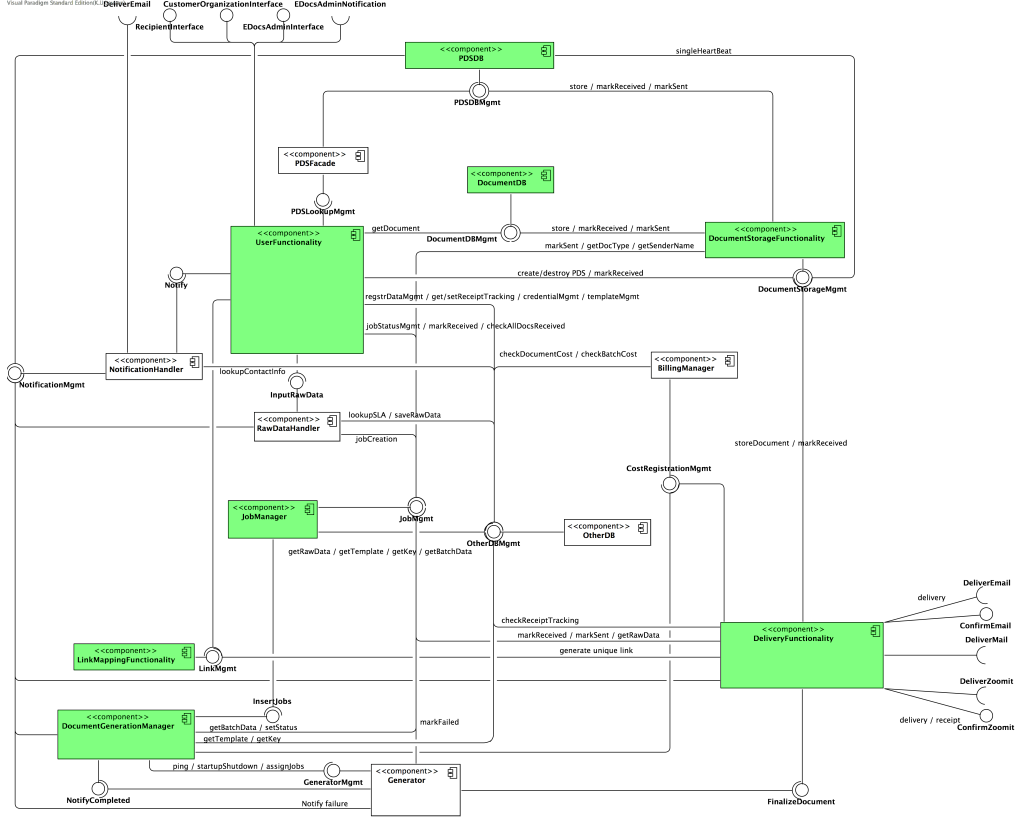 Visual Paradigm Standard Edition(K.U.
DeliverEmail
CustomerOrganizationInterface
EDocsAdminNotification
RecipientInterface
EDocsAdminInterface
<<component>>
PDSDB
singleHeartBeat
store / markReceived / markSent
PDSDBMgmt
<<component>>
PDSFacade
<<component>>
DocumentDB
PDSLookupMgmt
<<component>>
UserFunctionality
getDocument
DocumentDBMgmt
store / markReceived / markSent
<<component>>
DocumentStorageFunctionality
markSent / getDocType / getSenderName
create/destroy PDS / markReceived
Notify
DocumentStorageMgmt
regstrDataMgmt / get/setReceiptTracking / credentialMgmt / templateMgmt
jobStatusMgmt / markReceived / checkAllDocsReceived
<<component>>
NotificationHandler
checkDocumentCost / checkBatchCost
<<component>>
BillingManager
lookupContactInfo
NotificationMgmt
InputRawData
<<component>>
RawDataHandler
lookupSLA / saveRawData
jobCreation
storeDocument / markReceived
CostRegistrationMgmt
<<component>>
JobManager
JobMgmt
<<component>>
OtherDB
OtherDBMgmt
getRawData / getTemplate / getKey / getBatchData
DeliverEmail
delivery
ConfirmEmail
checkReceiptTracking
<<component>>
DeliveryFunctionality
markReceived / markSent / getRawData
DeliverMail
generate unique link
<<component>>
LinkMappingFunctionality
LinkMgmt
DeliverZoomit
InsertJobs
<<component>>
DocumentGenerationManager
getBatchData / setStatus
markFailed
delivery / receipt
ConfirmZoomit
getTemplate / getKey
ping / startupShutdown / assignJobs
<<component>>
Generator
GeneratorMgmt
NotifyCompleted
Notify failure
FinalizeDocument